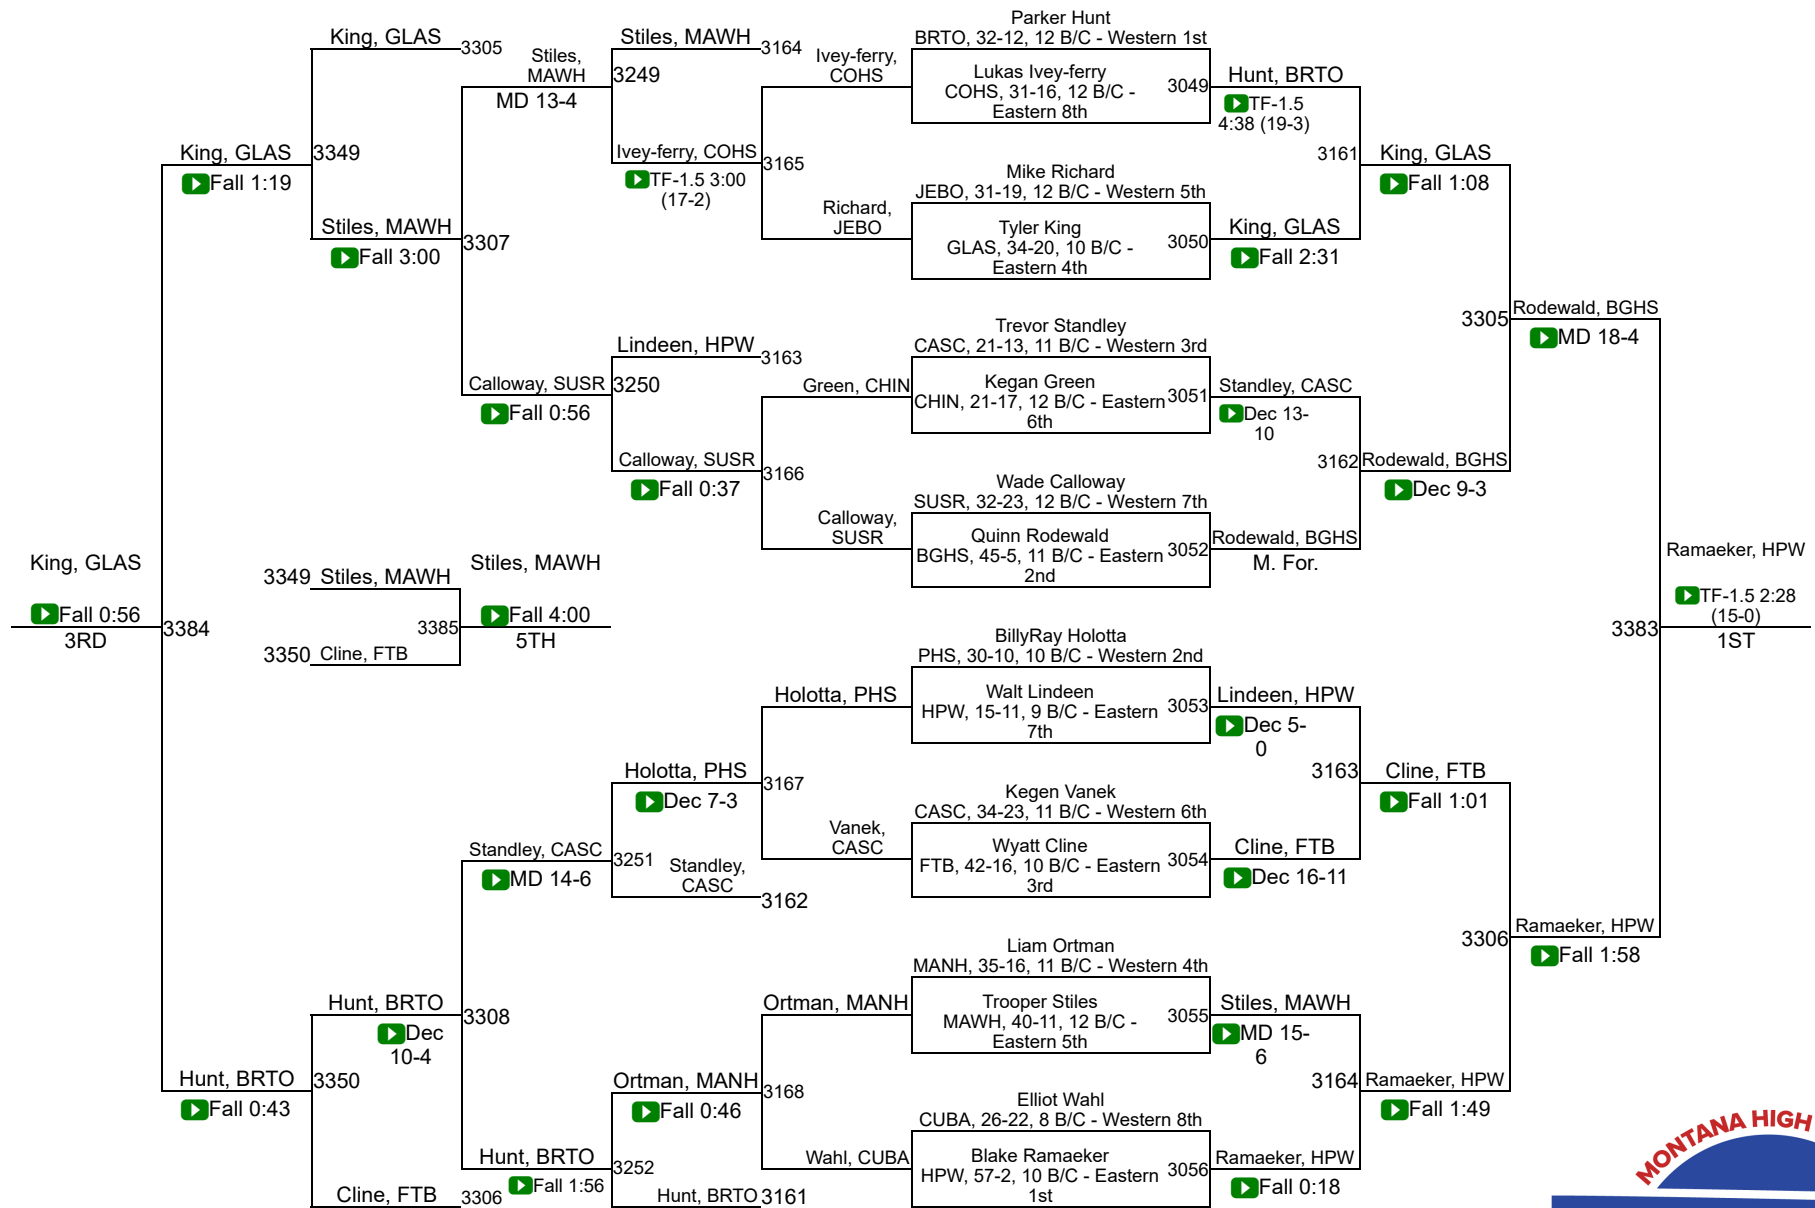 King, GLAS
3305
Stiles,
MAWH
MD 13-4
Stiles, MAWH
3164
3249
Ivey-ferry,
COHS
Parker Hunt
BRTO, 32-12, 12 B/C - Western 1st
Lukas Ivey-ferry
COHS, 31-16, 12 B/C -
Eastern 8th
3049
Hunt, BRTO
TF-1.5
4:38 (19-3)
King, GLAS
Fall 1:19
3349
Ivey-ferry, COHS
TF-1.5 3:00
(17-2)
3165
3161
King, GLAS
Fall 1:08
Mike Richard
JEBO, 31-19, 12 B/C - Western 5th
Richard,
JEBO
Tyler King
GLAS, 34-20, 10 B/C -
Eastern 4th
3050
King, GLAS
Fall 2:31
Stiles, MAWH
Fall 3:00
3307
Trevor Standley
CASC, 21-13, 11 B/C - Western 3rd
3305
Rodewald, BGHS
MD 18-4
Lindeen, HPW
3163
Calloway, SUSR
Fall 0:56
3250
Green, CHIN
Kegan Green
CHIN, 21-17, 12 B/C - Eastern
6th
3051
Standley, CASC
Dec 13-
10
Calloway, SUSR
Fall 0:37
3166
3162
Rodewald, BGHS
Dec 9-3
Wade Calloway
SUSR, 32-23, 12 B/C - Western 7th
Calloway,
SUSR
Quinn Rodewald
BGHS, 45-5, 11 B/C - Eastern
2nd
3052
Rodewald, BGHS
M. For.
King, GLAS
Fall 0:56
3RD
3384
3349
Stiles, MAWH
3385
3350
Cline, FTB
Stiles, MAWH
Fall 4:00
5TH
Ramaeker, HPW
TF-1.5 2:28
(15-0)
1ST
3383
BillyRay Holotta
PHS, 30-10, 10 B/C - Western 2nd
Holotta, PHS
Walt Lindeen
HPW, 15-11, 9 B/C - Eastern
7th
3053
Lindeen, HPW
Dec 5-
0
Holotta, PHS
Dec 7-3
3167
3163
Cline, FTB
Fall 1:01
Kegen Vanek
CASC, 34-23, 11 B/C - Western 6th
Vanek,
CASC
Wyatt Cline
FTB, 42-16, 10 B/C - Eastern
3rd
3054
Cline, FTB
Dec 16-11
Standley, CASC
MD 14-6
3251
Standley,
CASC
3162
3306
Ramaeker, HPW
Fall 1:58
Liam Ortman
MANH, 35-16, 11 B/C - Western 4th
Hunt, BRTO
Dec
10-4
3308
Ortman, MANH
Trooper Stiles
MAWH, 40-11, 12 B/C -
Eastern 5th
3055
Stiles, MAWH
MD 15-
6
Hunt, BRTO
Fall 0:43
3350
Ortman, MANH
Fall 0:46
3168
3164
Ramaeker, HPW
Fall 1:49
Elliot Wahl
CUBA, 26-22, 8 B/C - Western 8th
Hunt, BRTO
Fall 1:56
3252
Wahl, CUBA
Blake Ramaeker
HPW, 57-2, 10 B/C - Eastern
1st
3056
Ramaeker, HPW
Fall 0:18
Cline, FTB
3306
Hunt, BRTO
3161
MONTANA HIGH